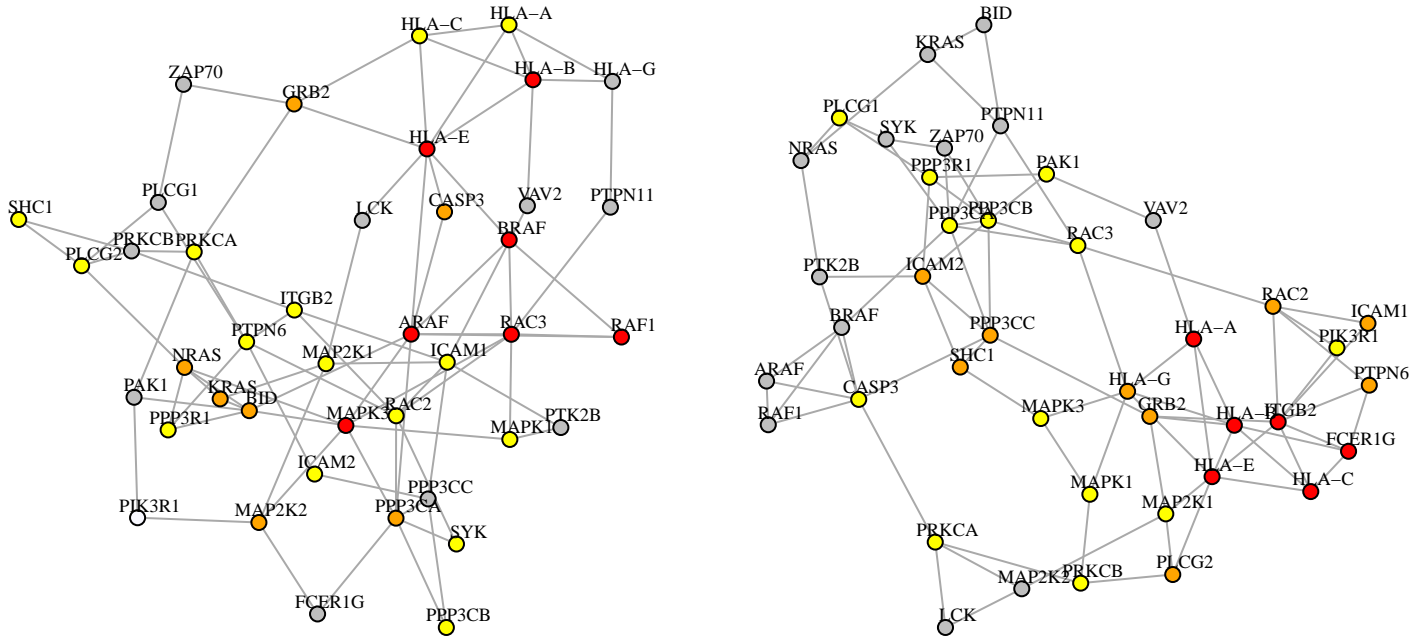 HLA−A
HLA−C
HLA−B
HLA−G
ZAP70
GRB2
HLA−E
PLCG1
LCK
CASP3
VAV2
PTPN11
SHC1
PLCG2
PRKCB
PRKCA
BRAF
ITGB2
PTPN6
ARAF
RAC3
RAF1
NRAS
MAP2K1
ICAM1
PAK1
KRAS
BID
PPP3R1
MAPK3
RAC2
MAPK1
PTK2B
ICAM2
PPP3CC
PIK3R1
MAP2K2
PPP3CA
SYK
FCER1G
PPP3CB
BID
KRAS
PLCG1
PTPN11
SYK
ZAP70
NRAS
PPP3R1
PAK1
PPP3CA
PPP3CB
VAV2
RAC3
PTK2B
ICAM2
RAC2
ICAM1
BRAF
PPP3CC
HLA−A
PIK3R1
SHC1
ARAF
CASP3
HLA−G
PTPN6
RAF1
MAPK3
GRB2
HLA−B
ITGB2
FCER1G
HLA−E
HLA−C
MAPK1
MAP2K1
PRKCA
MAP2K2
PRKCB
PLCG2
LCK